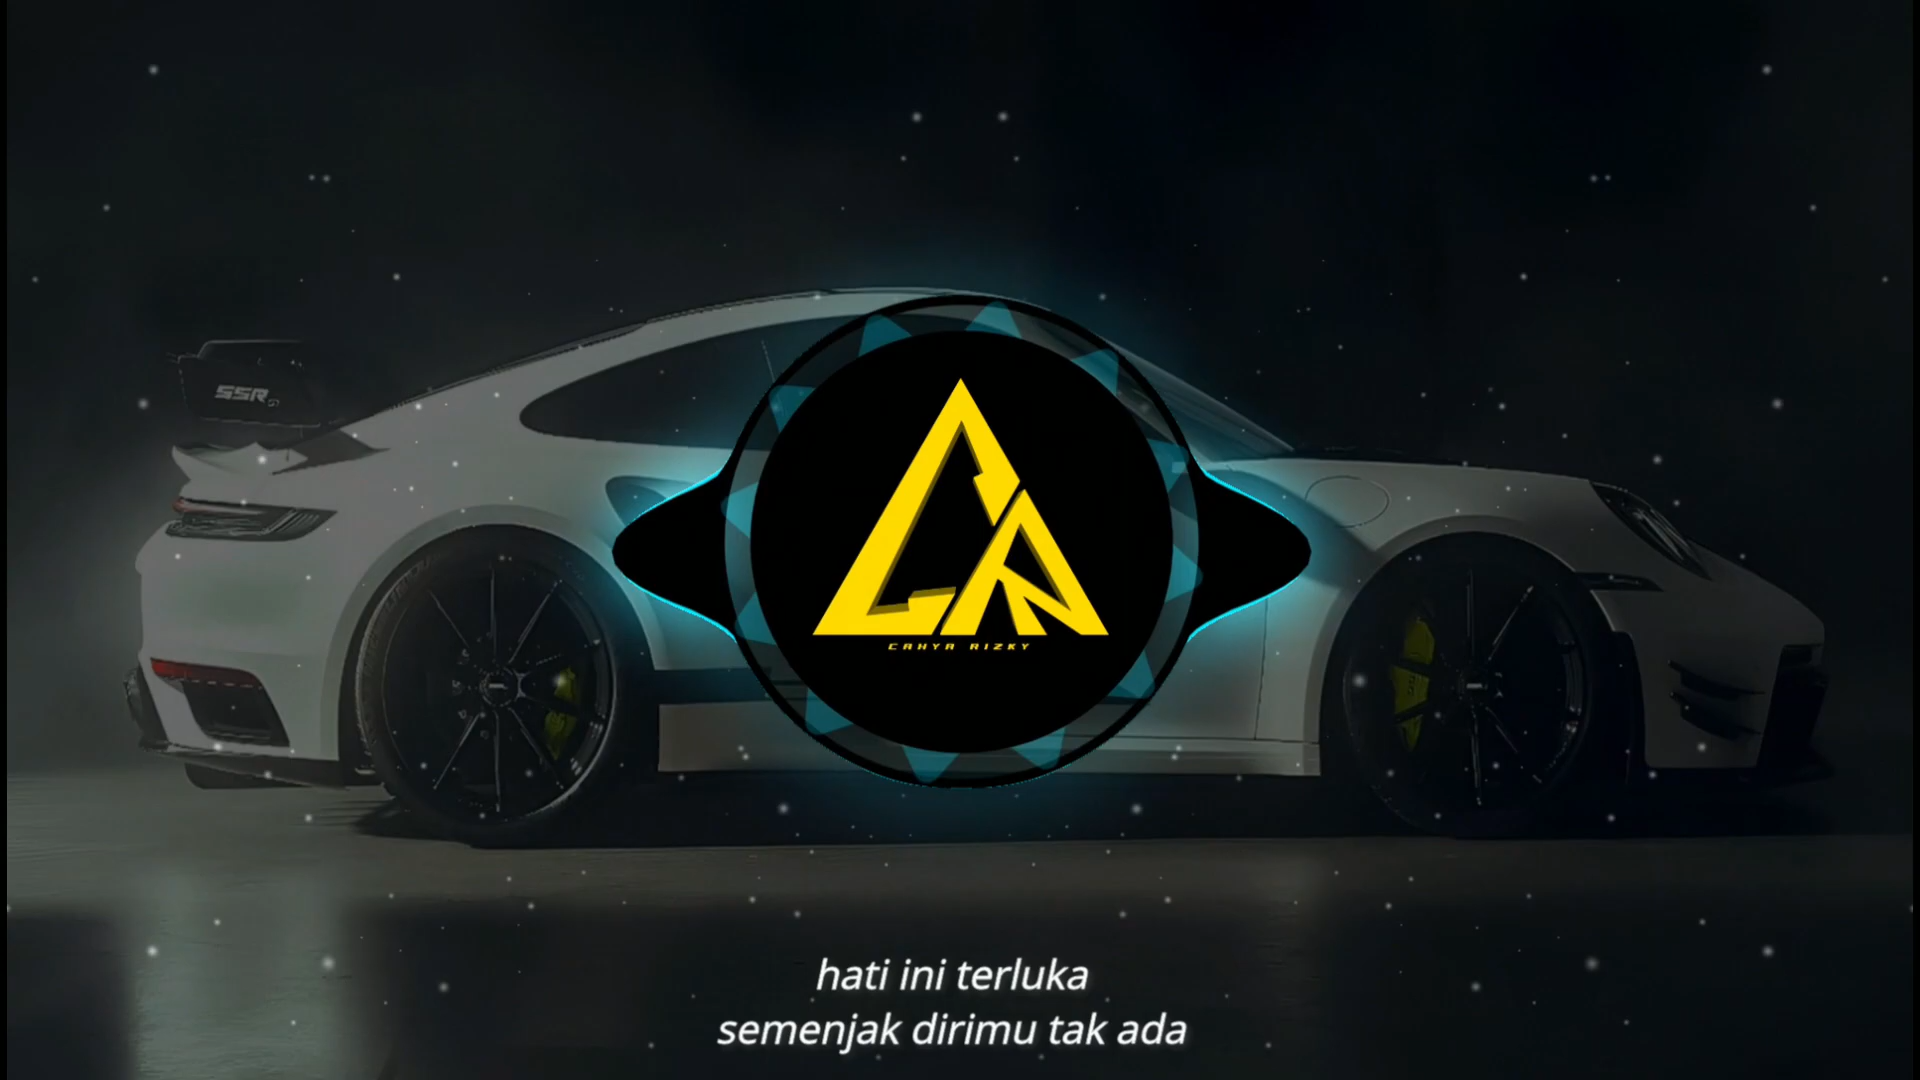 SSR
CAHYA RIZKY
hati ini terluka
semenjak dirimu tak ada